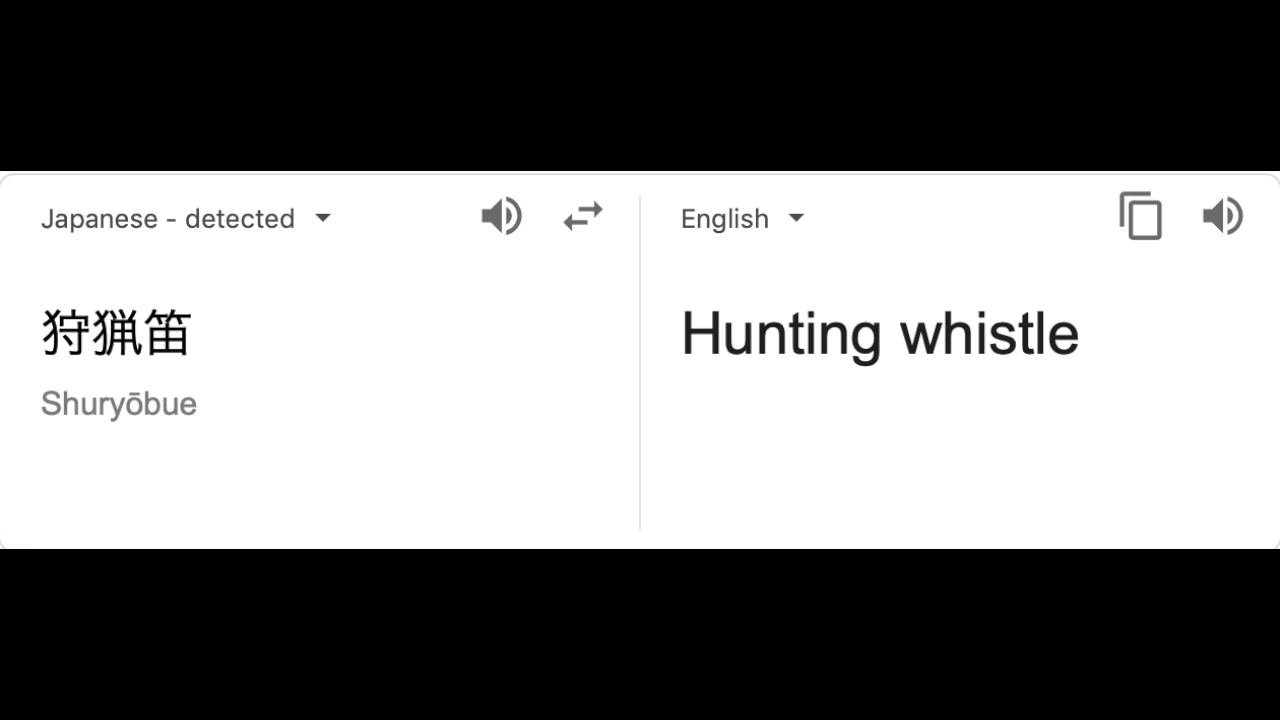 Japanese - detected
English
狩猟笛
Hunting whistle
Shuryōbue